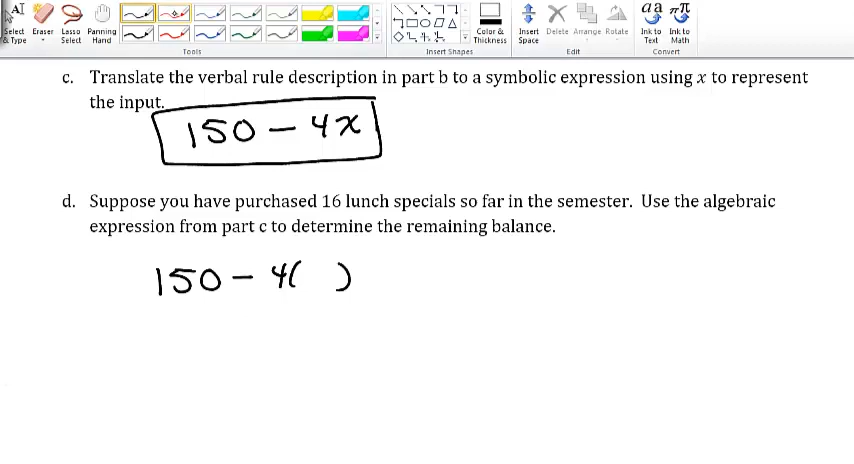 AI
Select & Type
Eraser
Lasso Select
Panning Hand
Color & Thickness
Insert Space
Delete
Arrange
Rotate
aa
Ink to Text
πΠ
Ink to Math
Tools
Insert Shapes
Edit
Convert
c. Translate the verbal rule description in part b to a symbolic expression using x to represent
the input.
150 - 4x
d. Suppose you have purchased 16 lunch specials so far in the semester. Use the algebraic
expression from part c to determine the remaining balance.
150 - 4( )